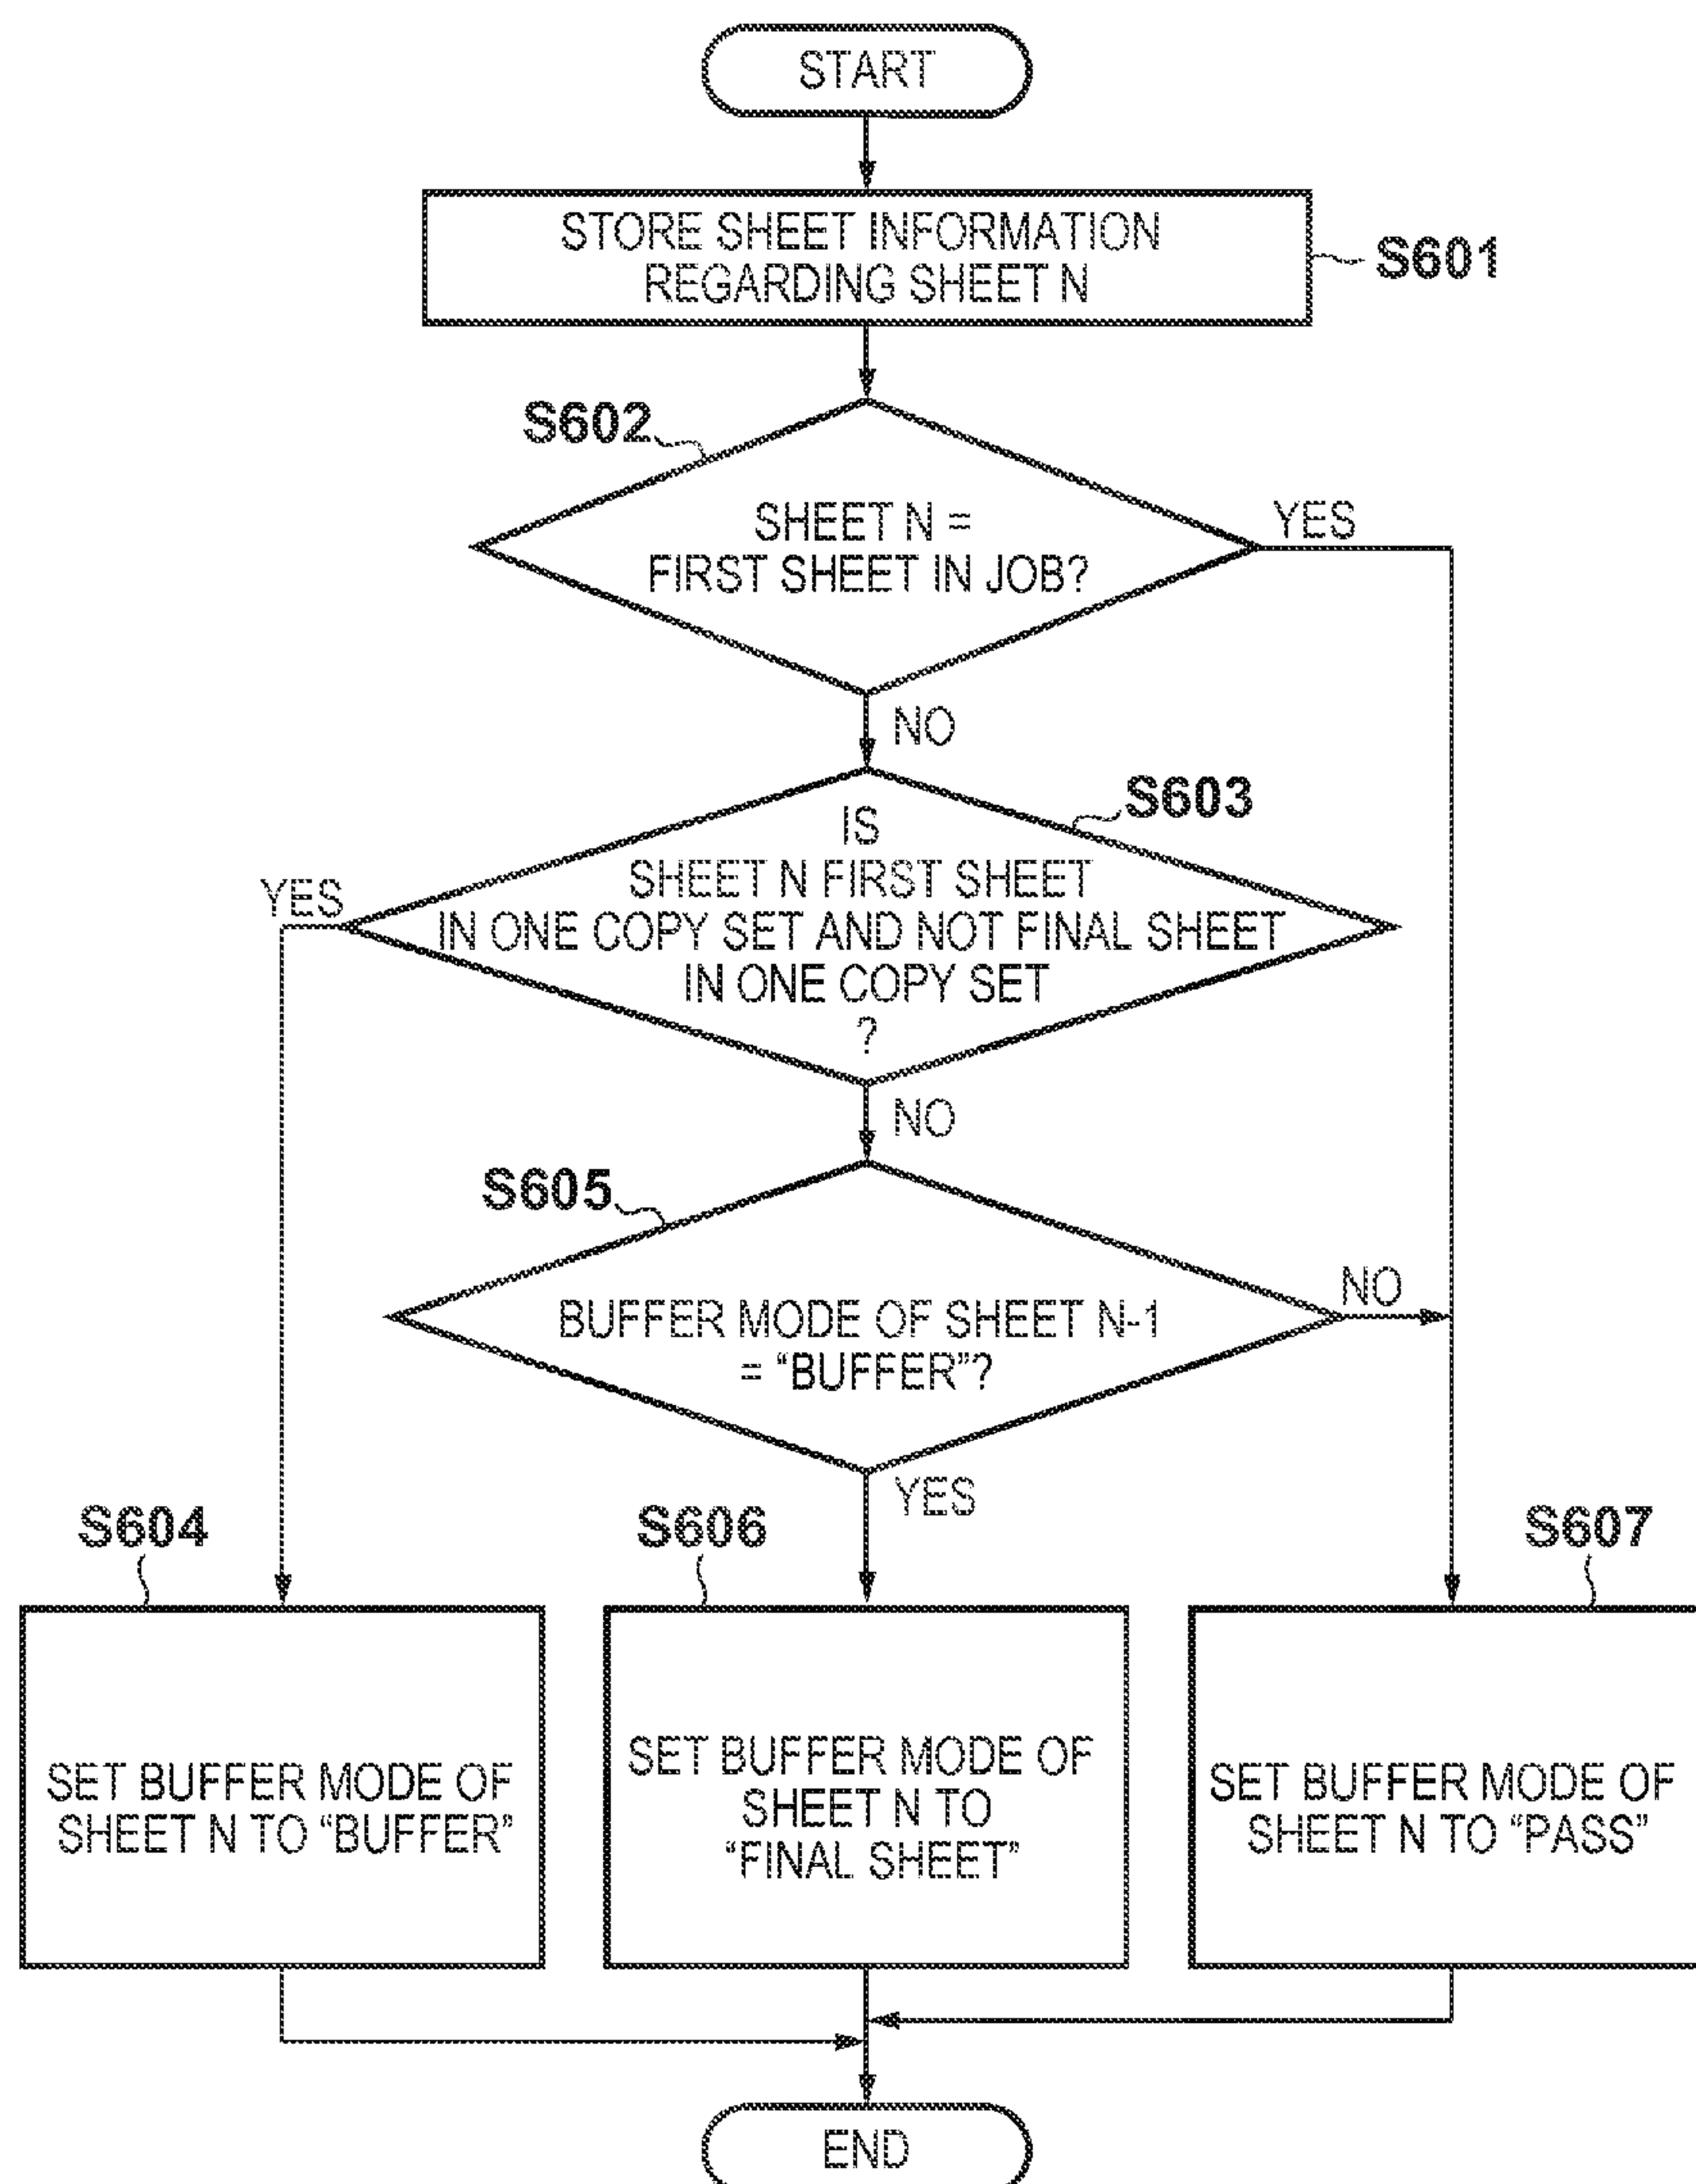 START
STORE SHEET INFORMATION
REGARDING SHEET N
S601
S602
SHEET N =
FIRST SHEET IN JOB?
YES
NO
S603
IS
SHEET N FIRST SHEET
IN ONE COPY SET AND NOT FINAL SHEET
IN ONE COPY SET
?
YES
NO
S605
BUFFER MODE OF SHEET N-1
= “BUFFER”?
NO
YES
S604
SET BUFFER MODE OF
SHEET N TO “BUFFER”
S606
SET BUFFER MODE OF
SHEET N TO
“FINAL SHEET”
S607
SET BUFFER MODE OF
SHEET N TO “PASS”
END